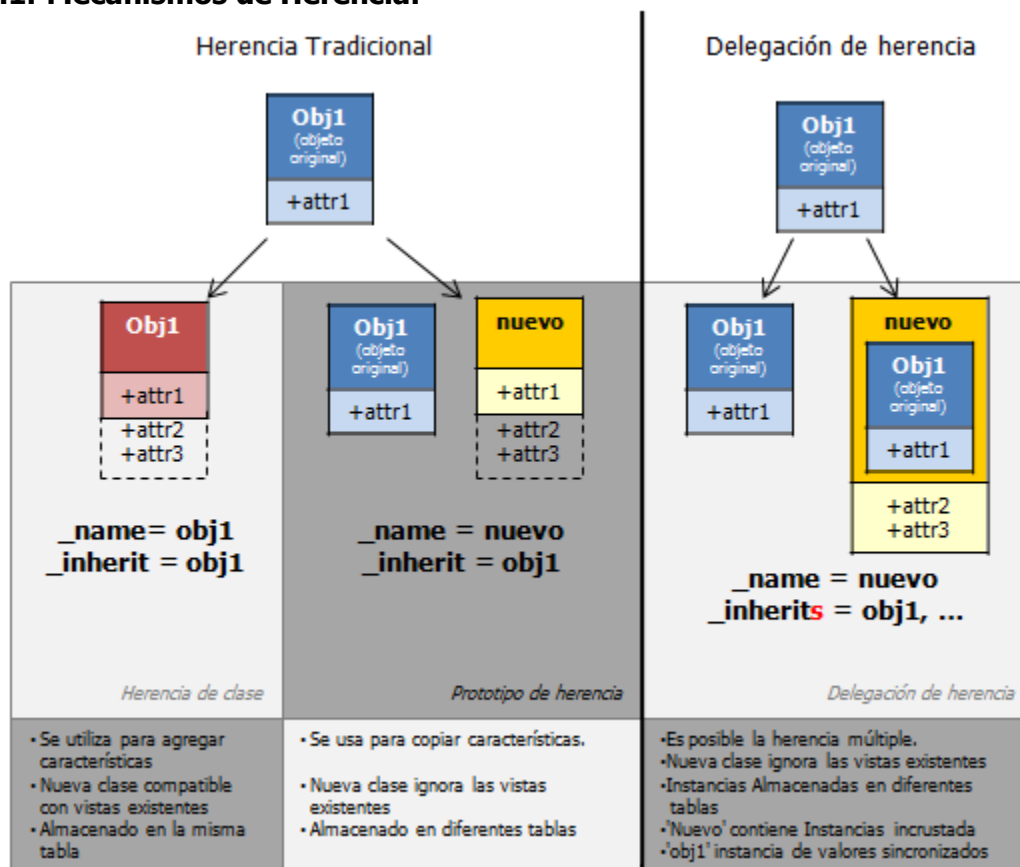 Mecanismos de Herencia.
Herencia Tradicional
Delegación de herencia
Obj1
(objeto
original)
+attr1
Obj1
(objeto
original)
+attr1
Obj1
+attr1
+attr2
+attr3
_name= obj1
_inherit = obj1
Herencia de clase
Obj1
(objeto
original)
+attr1
nuevo
+attr1
+attr2
+attr3
_name = nuevo
_inherit = obj1
Prototipo de herencia
Obj1
(objeto
original)
+attr1
nuevo
Obj1
(objeto
original)
+attr1
+attr2
+attr3
_name = nuevo
_inherits = obj1, ...
Delegación de herencia
• Se utiliza para agregar
características
• Nueva clase compatible
con vistas existentes
• Almacenado en la misma
tabla
• Se usa para copiar características.
• Nueva clase ignora las vistas
existentes
• Almacenado en diferentes tablas
•Es posible la herencia múltiple.
•Nueva clase ignora las vistas existentes
•Instancias Almacenadas en diferentes
tablas
•'Nuevo' contiene Instancias incrustada
•'obj1' instancia de valores sincronizados